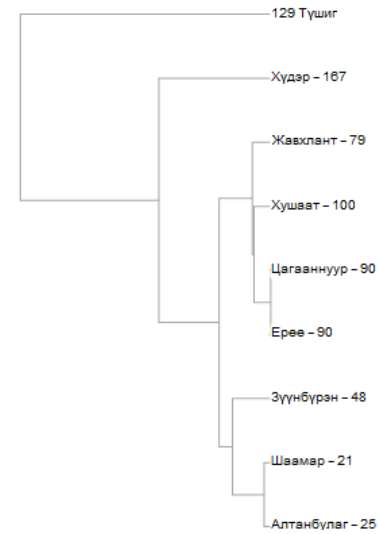 129 Түшиг
Хүдэр – 167
Жавхлант – 79
Хушаат – 100
Цагааннуур – 90
Ерөө – 90
Зүүнбүрэн – 48
Шаамар – 21
Алтанбулаг – 25